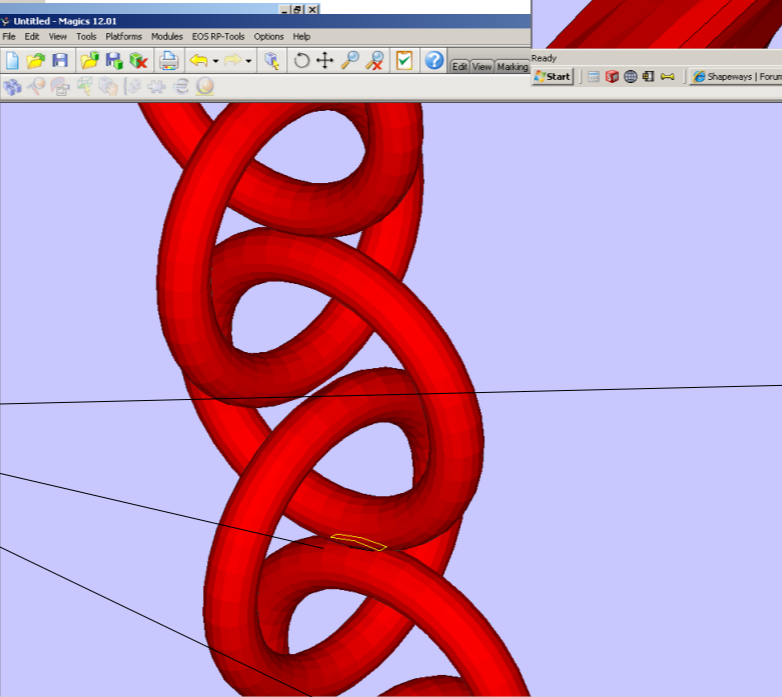 Untitled - Magics 12.01
File Edit View Tools Platforms Modules EOS RP-Tools Options Help
Edit View Marking
Ready
Start Shapeways | Forum